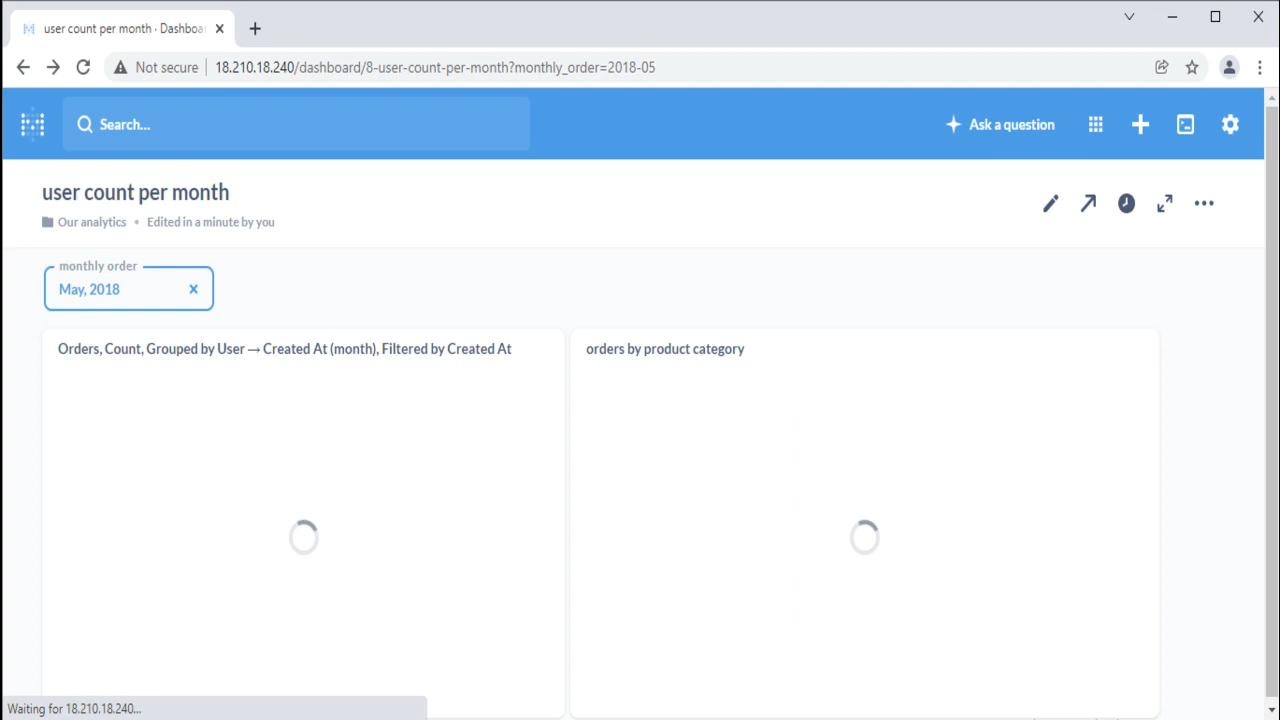 user count per month · Dashboa
Not secure
18.210.18.240/dashboard/8-user-count-per-month?monthly_order=2018-05
Search...
Ask a question
user count per month
Our analytics • Edited in a minute by you
monthly order
May, 2018
Orders, Count, Grouped by User → Created At (month), Filtered by Created At
orders by product category
Waiting for 18.210.18.240...